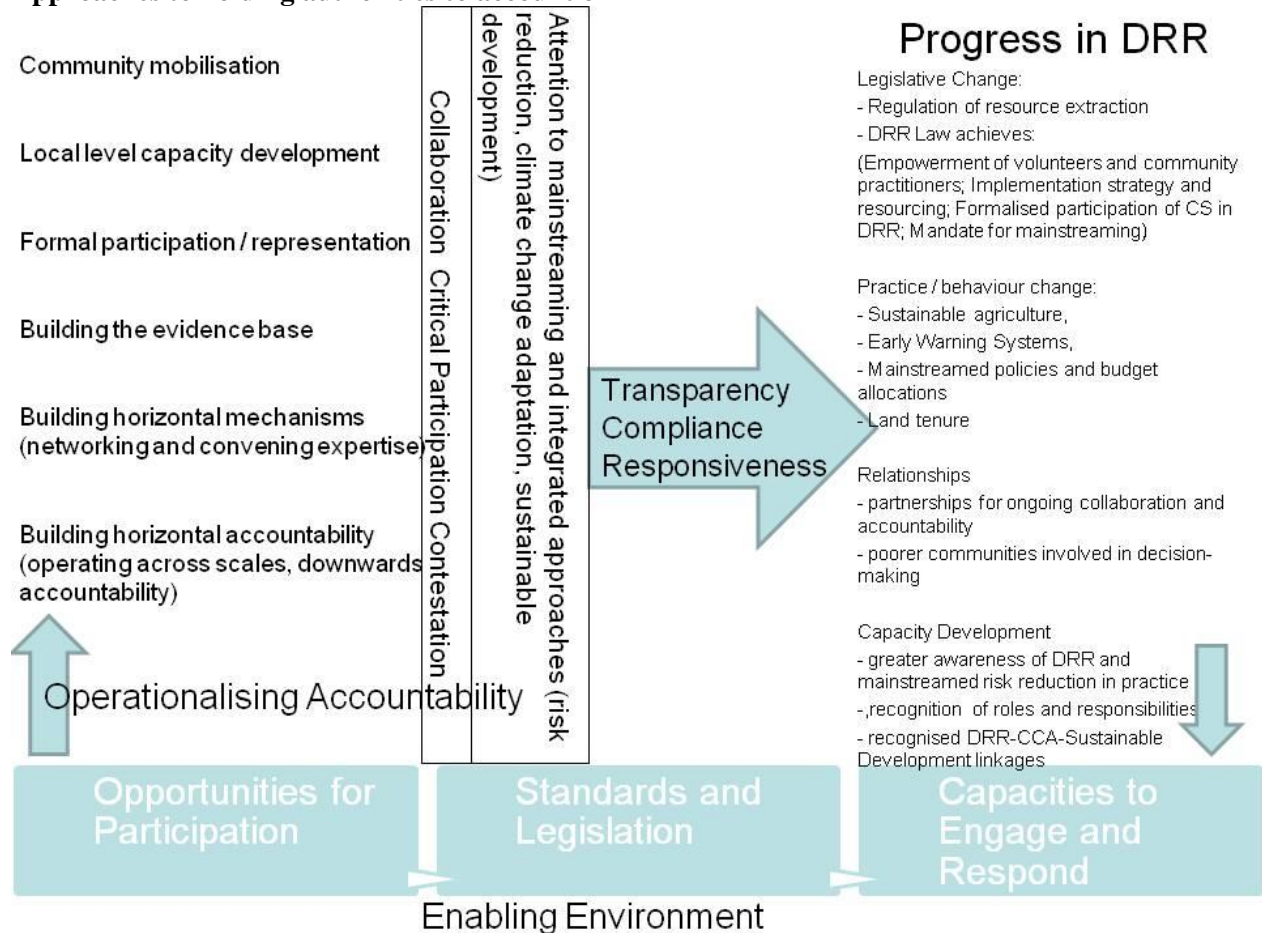 Community mobilisation
Local level capacity development
Formal participation / representation
Building the evidence base
Building horizontal mechanisms
(networking and convening expertise)
Building horizontal accountability
(operating across scales, downwards
accountability)
Operationalising Accountability
Collaboration Critical Participation Contestation
Attention to mainstreaming and integrated approaches (risk
reduction, climate change adaptation, sustainable
development)
Transparency
Compliance
Responsiveness
Progress in DRR
Legislative Change:
- Regulation of resource extraction
- DRR Law achieves:
(Empowerment of volunteers and community
practitioners; Implementation strategy and
resourcing; Formalised participation of CS in
DRR; Mandate for mainstreaming)
Practice / behaviour change:
- Sustainable agriculture,
- Early Warning Systems,
- Mainstreamed policies and budget
allocations
- Land tenure
Relationships
- partnerships for ongoing collaboration and
accountability
- poorer communities involved in decision-
making
Capacity Development
- greater awareness of DRR and
mainstreamed risk reduction in practice
-,recognition of roles and responsibilities
- recognised DRR-CCA-Sustainable
Development linkages
Opportunities for
Participation
Standards and
Legislation
Capacities to
Engage and
Respond
Enabling Environment